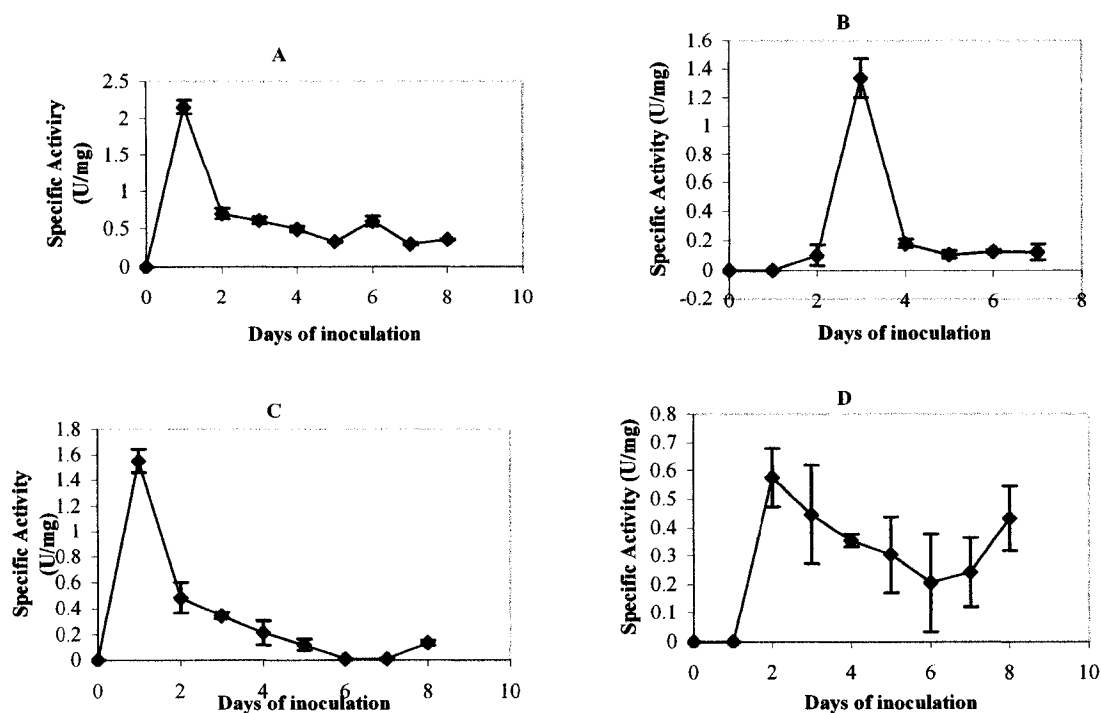 A
Specific Activiry
(U/mg)
2.5
2
1.5
1
0.5
0
0 2 4 6 8 10
Days of inoculation
B
Specific Activity (U/mg)
1.6
1.4
1.2
1
0.8
0.6
0.4
0.2
0
-0.2
0 2 4 6 8
Days of inoculation
C
Specific Activity
(U/mg)
1.8
1.6
1.4
1.2
1
0.8
0.6
0.4
0.2
0
0 2 4 6 8 10
Days of inoculation
D
Specific Activity (U/mg)
0.8
0.7
0.6
0.5
0.4
0.3
0.2
0.1
0
0 2 4 6 8 10
Days of inoculation